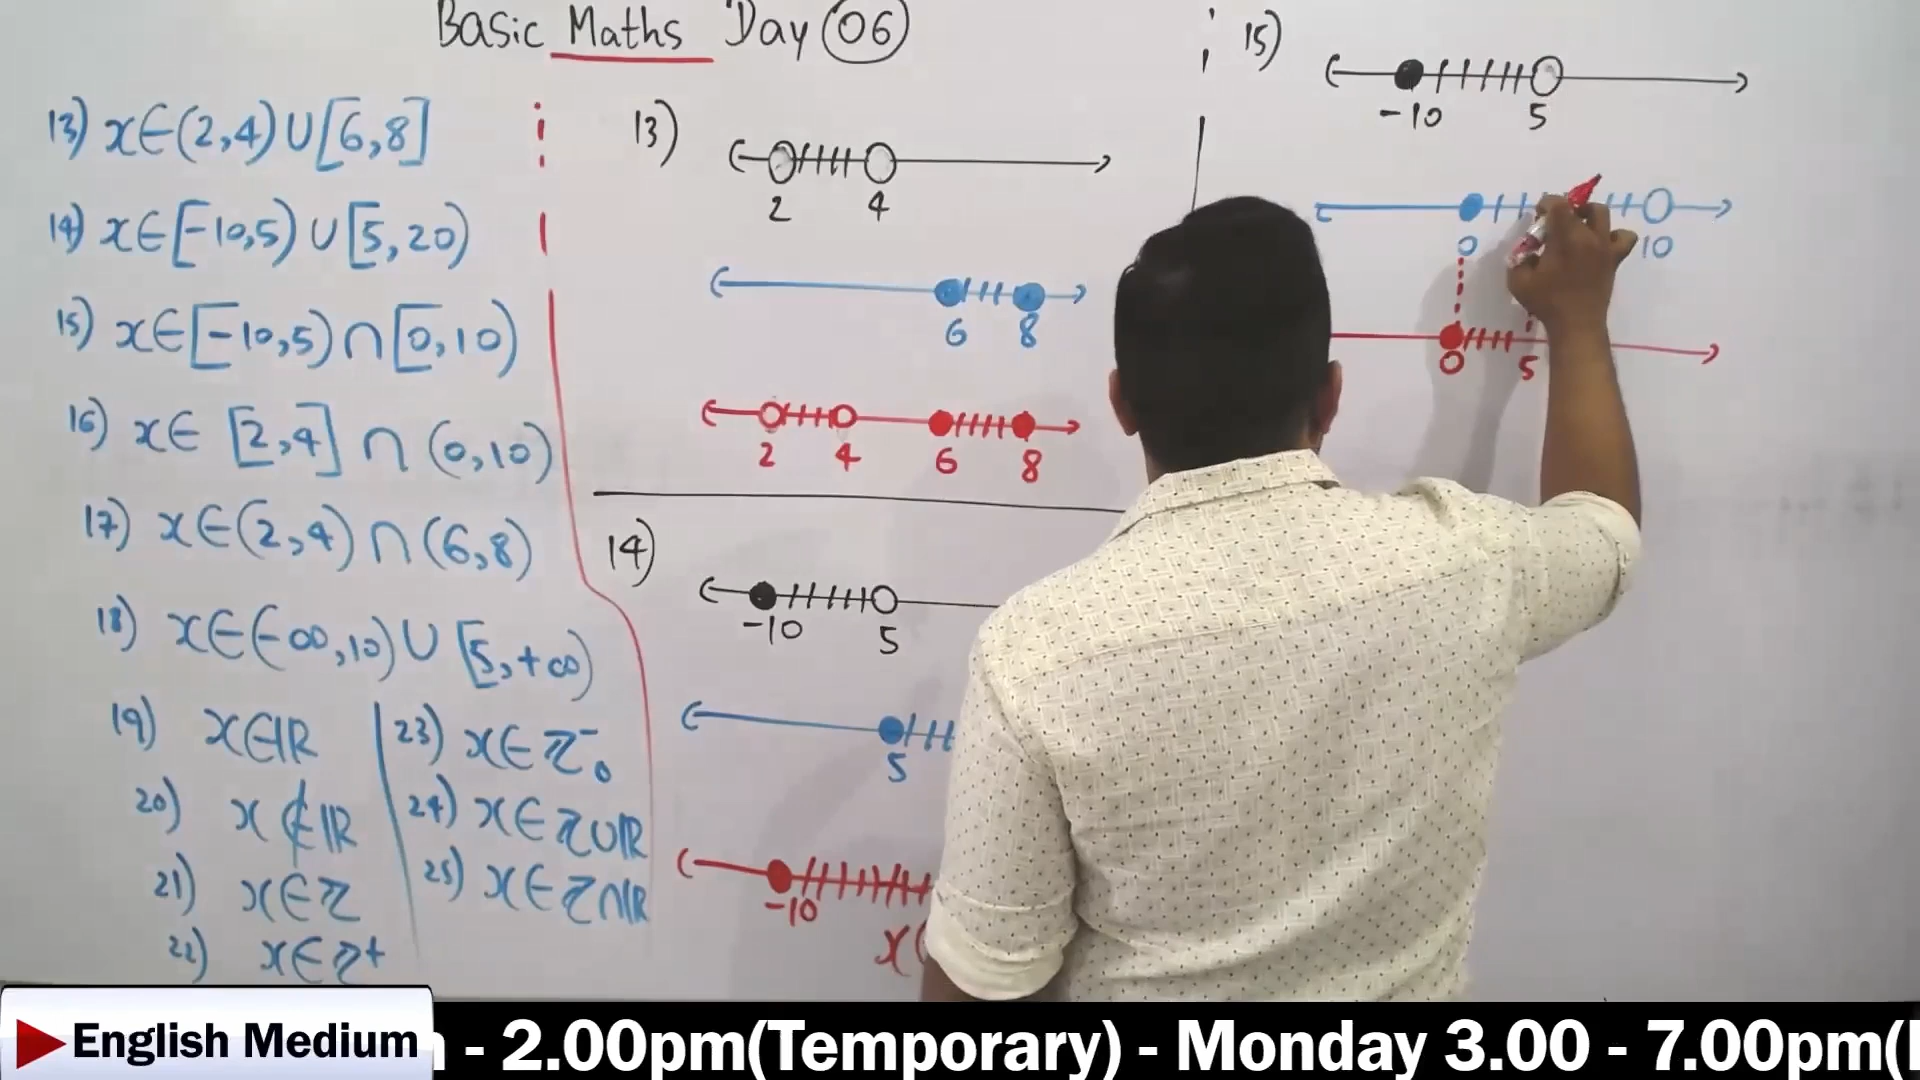 Basic Maths Day 06
13) x∈(2,4)∪[6,8]
14) x∈[-10,5)∪[5,20)
15) x∈[-10,5)∩[0,10)
16) x∈ [2,4] ∩ (0,10)
17) x∈(2,4)∩(6,8)
18) x∈(-∞,10)∪[5,+∞)
19) x∈ℝ
20) x∉ℝ
21) x∈ℤ
22) x∈ℤ+
23) x∈ℤ⁻₀
24) x∈ℤ∪ℝ
25) x∈ℤ∩ℝ
13)
2 4
6 8
2 4 6 8
14)
-10 5
5
-10
x(
15)
-10 5
0 10
0 5
English Medium
- 2.00pm(Temporary) - Monday 3.00 - 7.00pm(